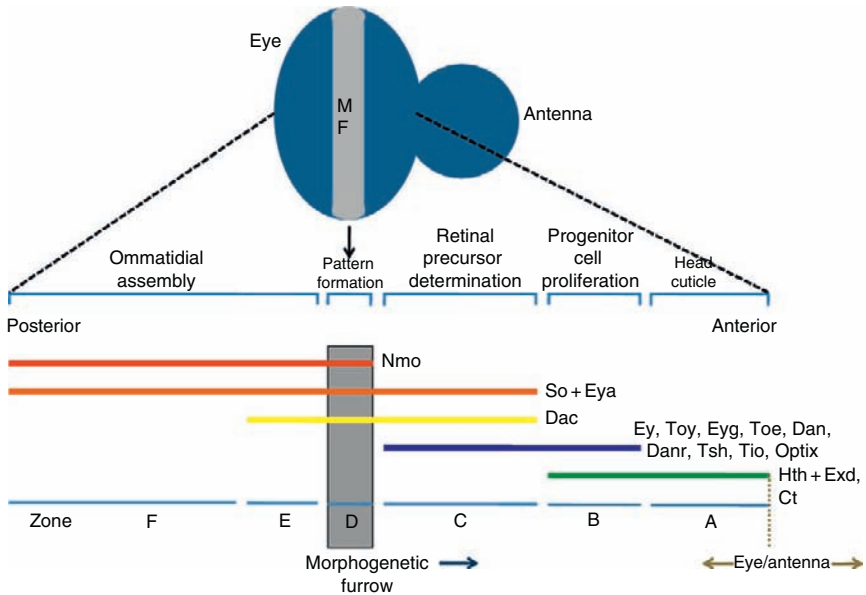 Eye
M
F
Antenna
Ommatidial
assembly
Pattern
formation
Retinal
precursor
determination
Progenitor
cell
proliferation
Head
cuticle
Posterior
Anterior
Nmo
So + Eya
Dac
Ey, Toy, Eyg, Toe, Dan,
Danr, Tsh, Tio, Optix
Hth + Exd,
Ct
Zone F E D C B A
Morphogenetic
furrow
Eye/antenna